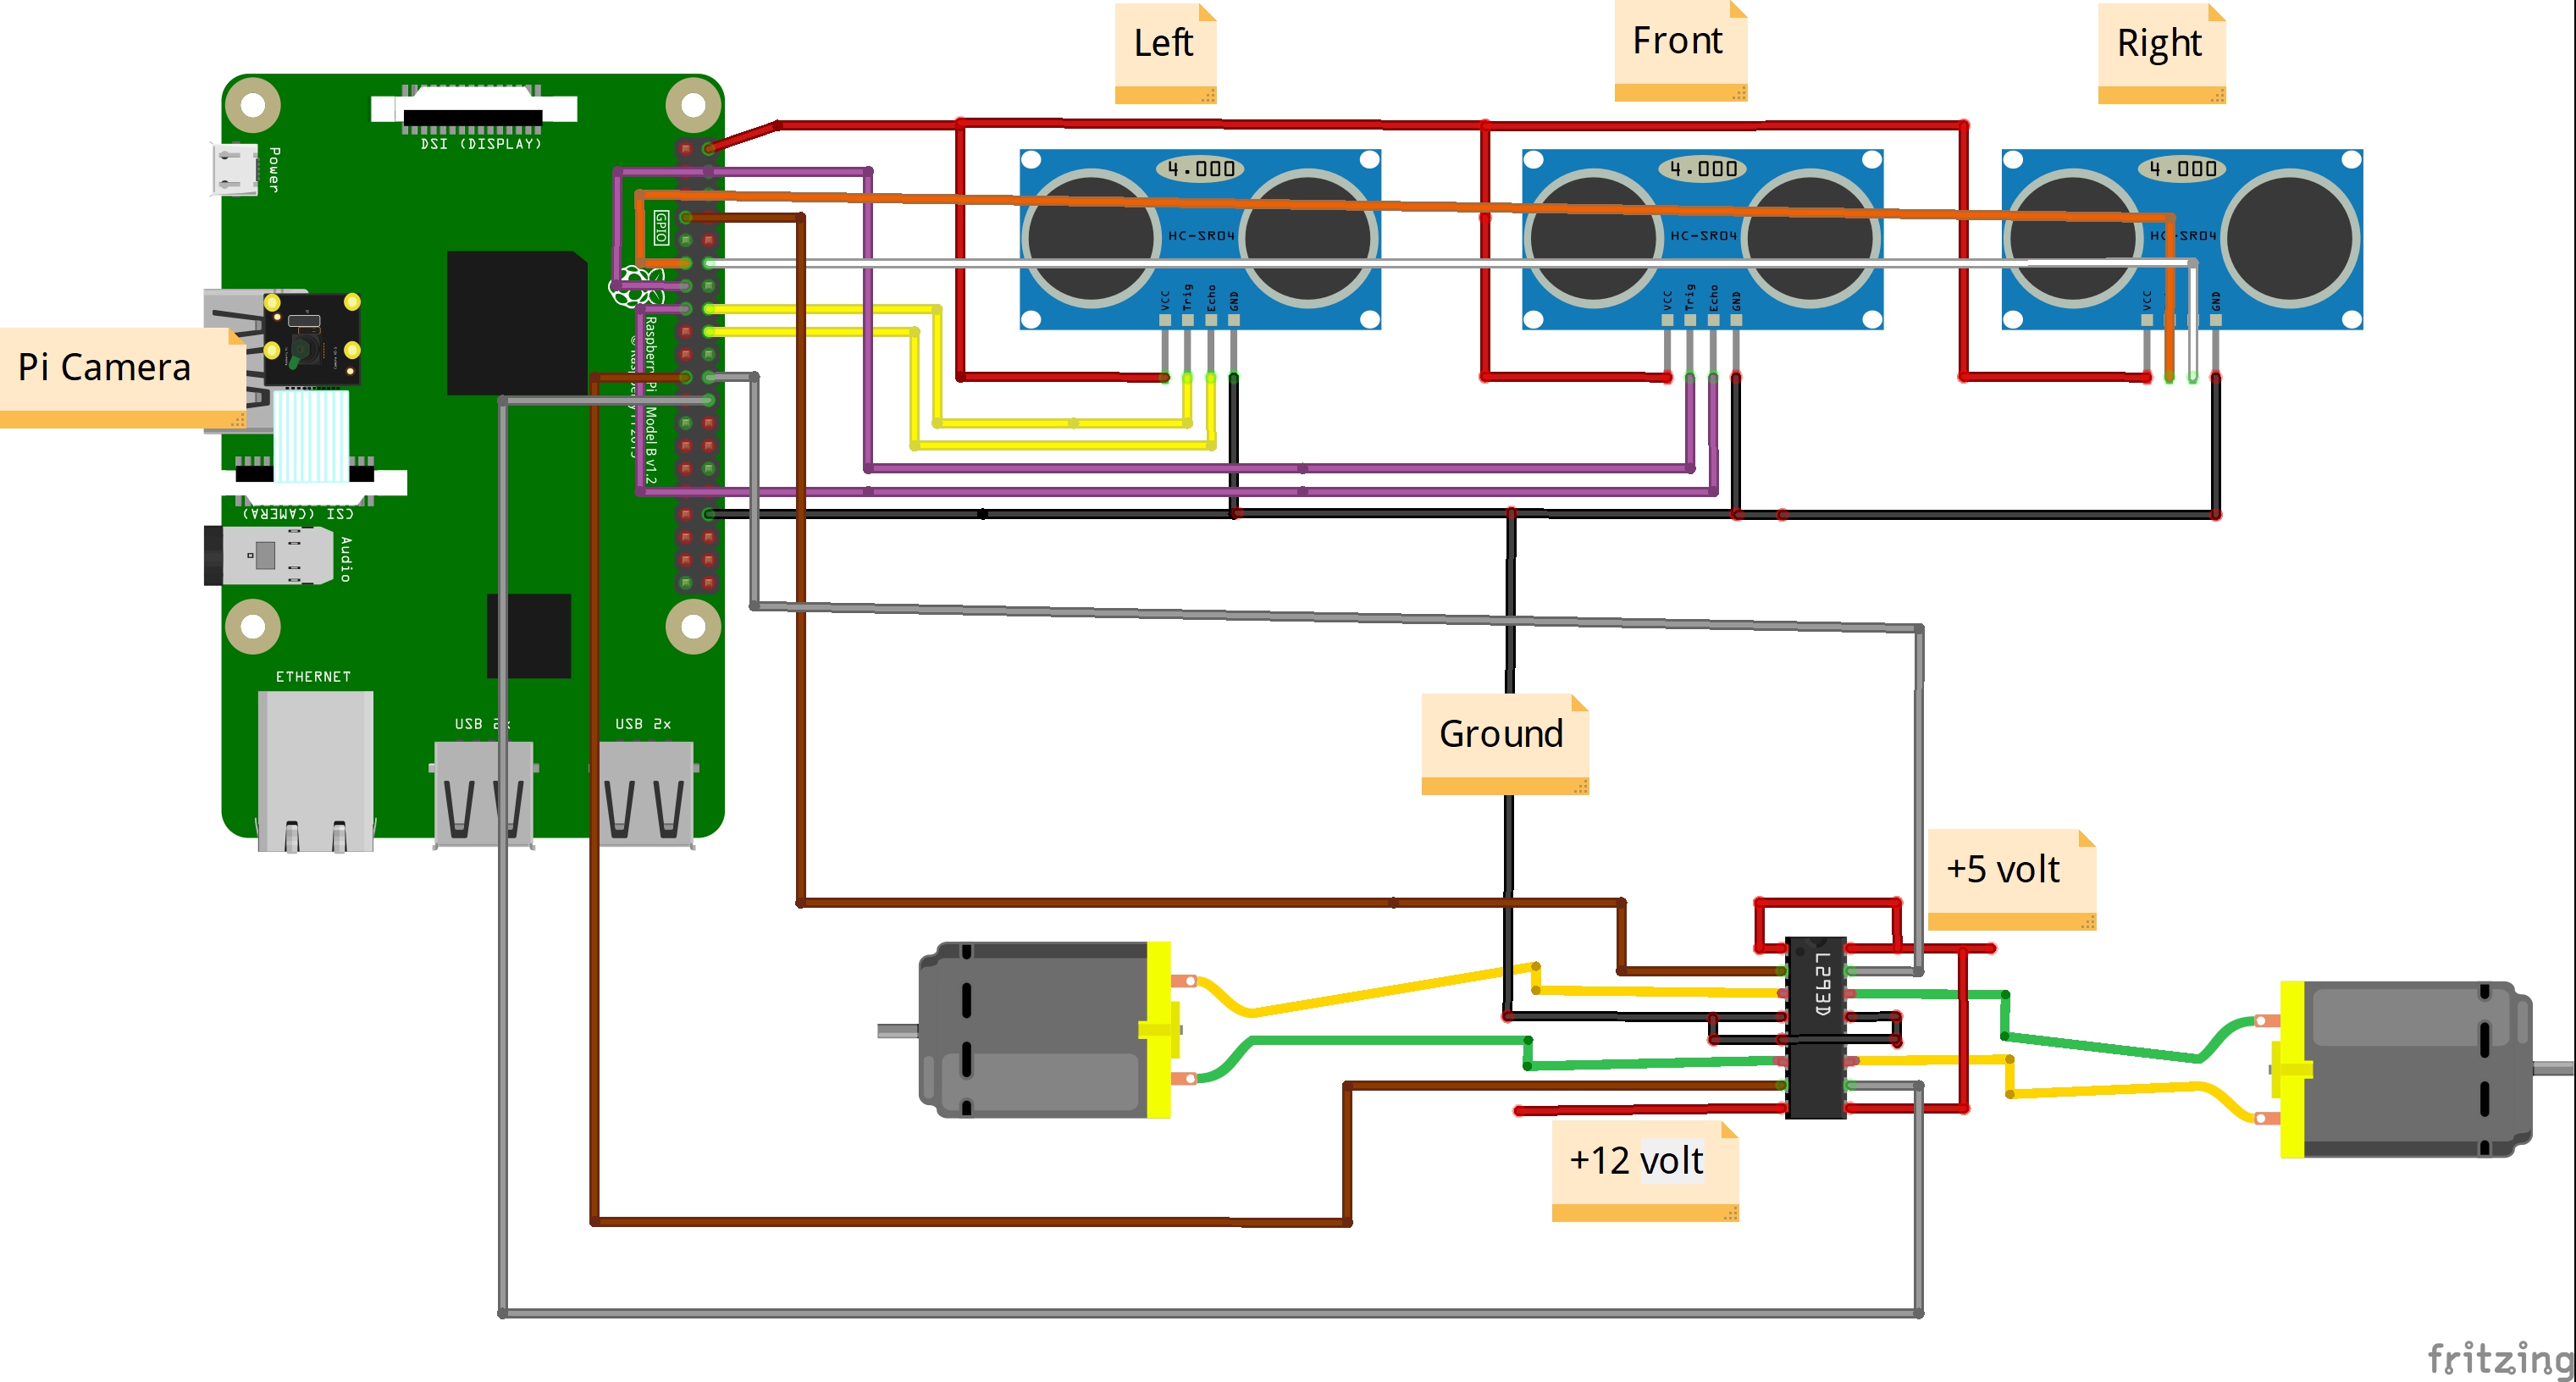 Left
Front
Right
DSI (DISPLAY)
Power
4.000
4.000
4.000
GPIO
HC-SR04
HC-SR04
HC-SR04
VCC
Trig
Echo
GND
VCC
Trig
Echo
GND
VCC
GND
Pi Camera
Raspberry Pi Model B v1.2
CSI (CAMERA)
Audio
ETHERNET
USB 2x
USB 2x
Ground
+5 volt
L293D
+12 volt
fritzing